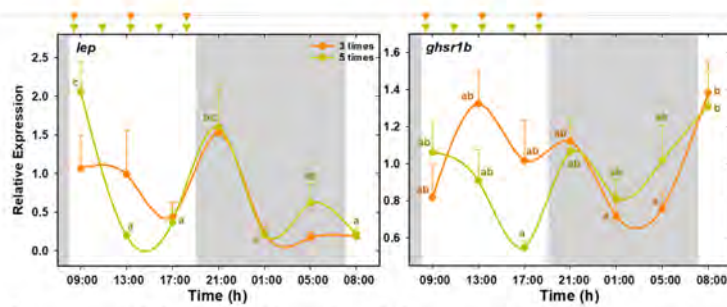 lep
3 times
5 times
ghsr1b
Relative Expression
2.5
2.0
1.5
1.0
0.5
0.0
c
a
a
bc
a
a
1.6
1.4
1.2
1.0
0.8
0.6
ab
ab
ab
ab
ab
a
ab
ab
a
ab
a
ab
b
b
09:00 13:00 17:00 21:00 01:00 05:00 08:00
09:00 13:00 17:00 21:00 01:00 05:00 08:00
Time (h)
Time (h)